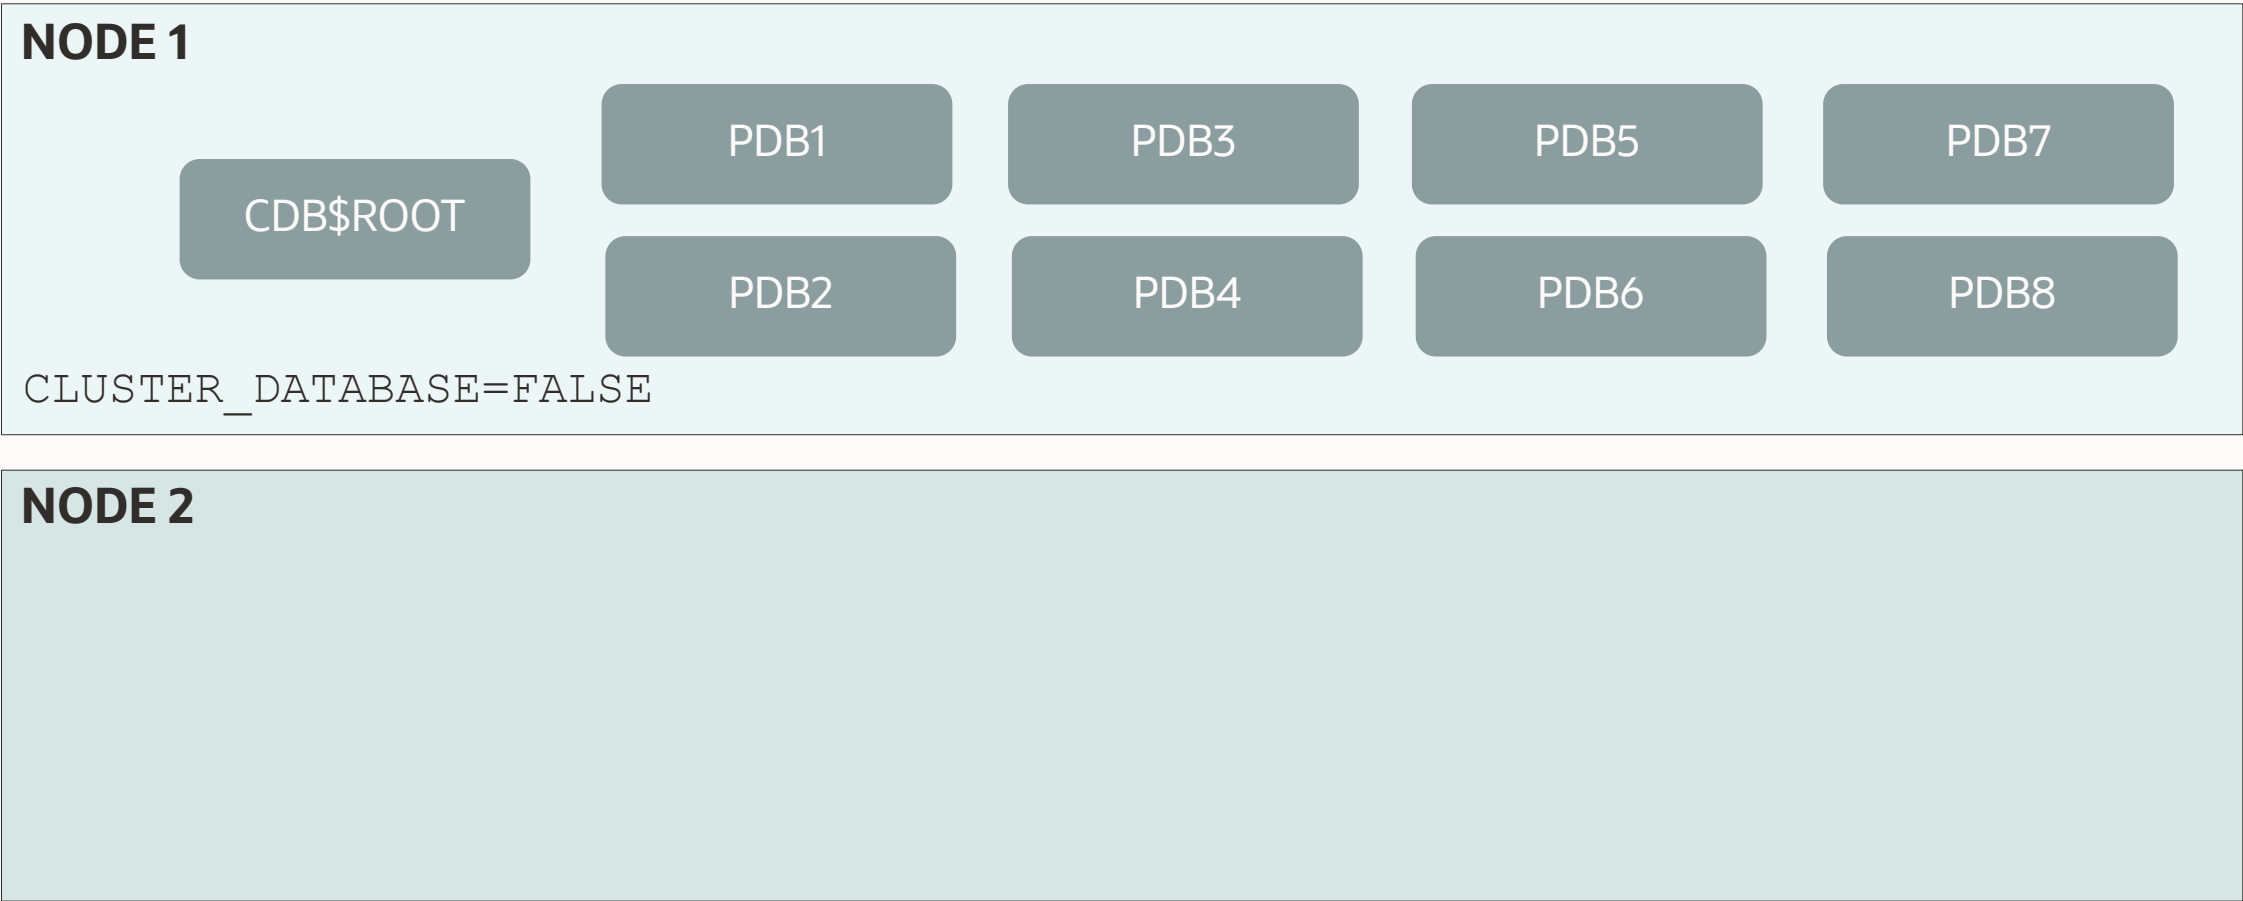 NODE 1
PDB1 PDB3 PDB5 PDB7
CDB$ROOT
PDB2 PDB4 PDB6 PDB8
CLUSTER_DATABASE=FALSE
NODE 2